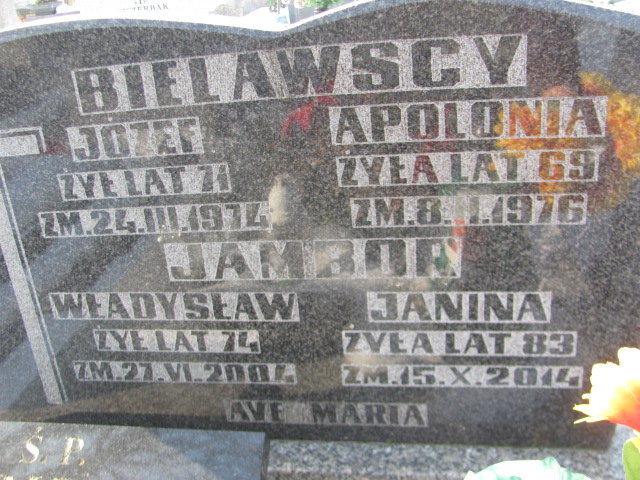 BIELAWSCY
JÓZEF APOLONIA
ŻYŁ LAT 71 ŻYŁA LAT 69
ZM. 24.III.1974 ZM. 8.I.1976
JAMROR
WŁADYSŁAW JANINA
ŻYŁ LAT 74 ŻYŁA LAT 83
ZM. 27.VI.2004 ZM. 15.X.2014
AVE MARIA
Ś.P.